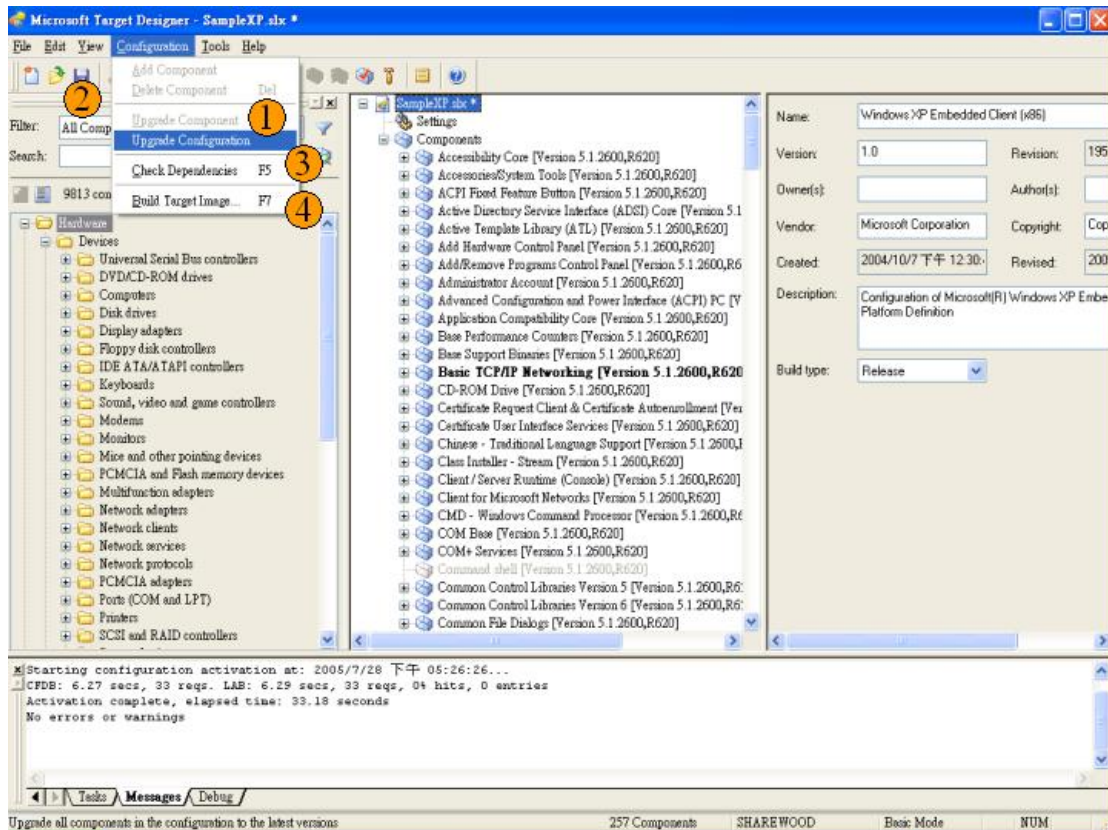 Microsoft Target Designer - SampleXP.slx *
File Edit View Configuration Tools Help
Add Component
Delete Component Del
Upgrade Component
Upgrade Configuration
Check Dependencies F5
Build Target Image... F7
1
2
3
4
Filter: All Comp
Search:
9813 con
Hardware
Devices
Universal Serial Bus controllers
DVD/CD-ROM drives
Computers
Disk drives
Display adapters
Floppy disk controllers
IDE ATA/ATAPI controllers
Keyboards
Sound, video and game controllers
Modems
Monitors
Mice and other pointing devices
PCMCIA and Flash memory devices
Multifunction adapters
Network adapters
Network clients
Network services
Network protocols
PCMCIA adapters
Ports (COM and LPT)
Printers
SCSI and RAID controllers
SampleXP.slx *
Settings
Components
Accessibility Core [Version 5.1.2600,R620]
Accessories/System Tools [Version 5.1.2600,R620]
ACPI Fixed Feature Button [Version 5.1.2600,R620]
Active Directory Service Interface (ADSI) Core [Version 5.1
Active Template Library (ATL) [Version 5.1.2600,R620]
Add Hardware Control Panel [Version 5.1.2600,R620]
Add/Remove Programs Control Panel [Version 5.1.2600,R6
Administrator Account [Version 5.1.2600,R620]
Advanced Configuration and Power Interface (ACPI) PC [V
Application Compatibility Core [Version 5.1.2600,R620]
Base Performance Counters [Version 5.1.2600,R620]
Base Support Binaries [Version 5.1.2600,R620]
Basic TCP/IP Networking [Version 5.1.2600,R620
CD-ROM Drive [Version 5.1.2600,R620]
Certificate Request Client & Certificate Autoenrollment [Ver
Certificate User Interface Services [Version 5.1.2600,R620]
Chinese - Traditional Language Support [Version 5.1.2600,F
Class Installer - Stream [Version 5.1.2600,R620]
Client / Server Runtime (Console) [Version 5.1.2600,R620]
Client for Microsoft Networks [Version 5.1.2600,R620]
CMD - Windows Command Processor [Version 5.1.2600,R6
COM Base [Version 5.1.2600,R620]
COM+ Services [Version 5.1.2600,R620]
Command shell [Version 5.1.2600,R620]
Common Control Libraries Version 5 [Version 5.1.2600,R6
Common Control Libraries Version 6 [Version 5.1.2600,R6
Common File Dialogs [Version 5.1.2600,R620]
Name: Windows XP Embedded Client (x86)
Version: 1.0 Revision: 195
Owner(s): Author(s):
Vendor: Microsoft Corporation Copyright: Cop
Created: 2004/10/7 下午 12:30: Revised: 200
Description: Configuration of Microsoft(R) Windows XP Embe
Platform Definition
Build type: Release
Starting configuration activation at: 2005/7/28 下午 05:26:26...
CFDB: 6.27 secs, 33 reqs. LAB: 6.29 secs, 33 reqs, 0% hits, 0 entries
Activation complete, elapsed time: 33.18 seconds
No errors or warnings
Tasks Messages Debug
Upgrade all components in the configuration to the latest versions 257 Components SHAREWOOD Basic Mode NUM